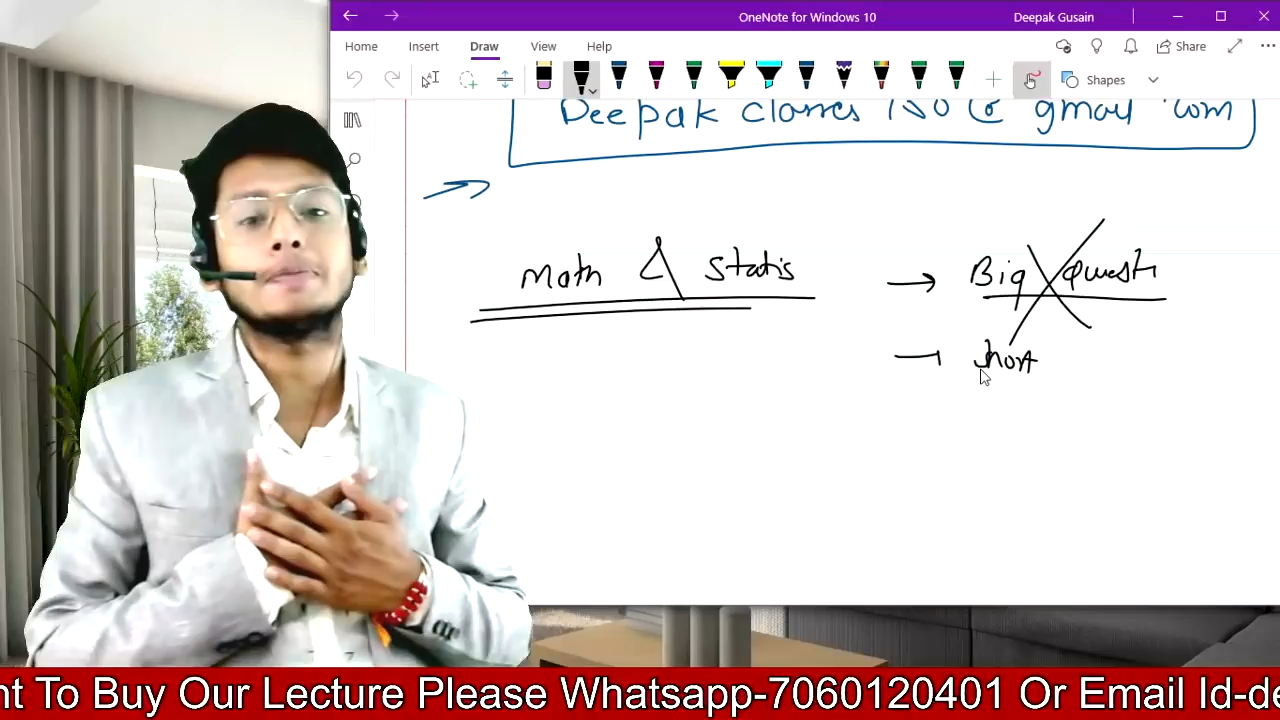 OneNote for Windows 10 Deepak Gusain
Home Insert Draw View Help Share
Shapes
Deepak classes 150 @ gmail .com
Math & Statis → Big Questi
short
nt To Buy Our Lecture Please Whatsapp-7060120401 Or Email Id-de